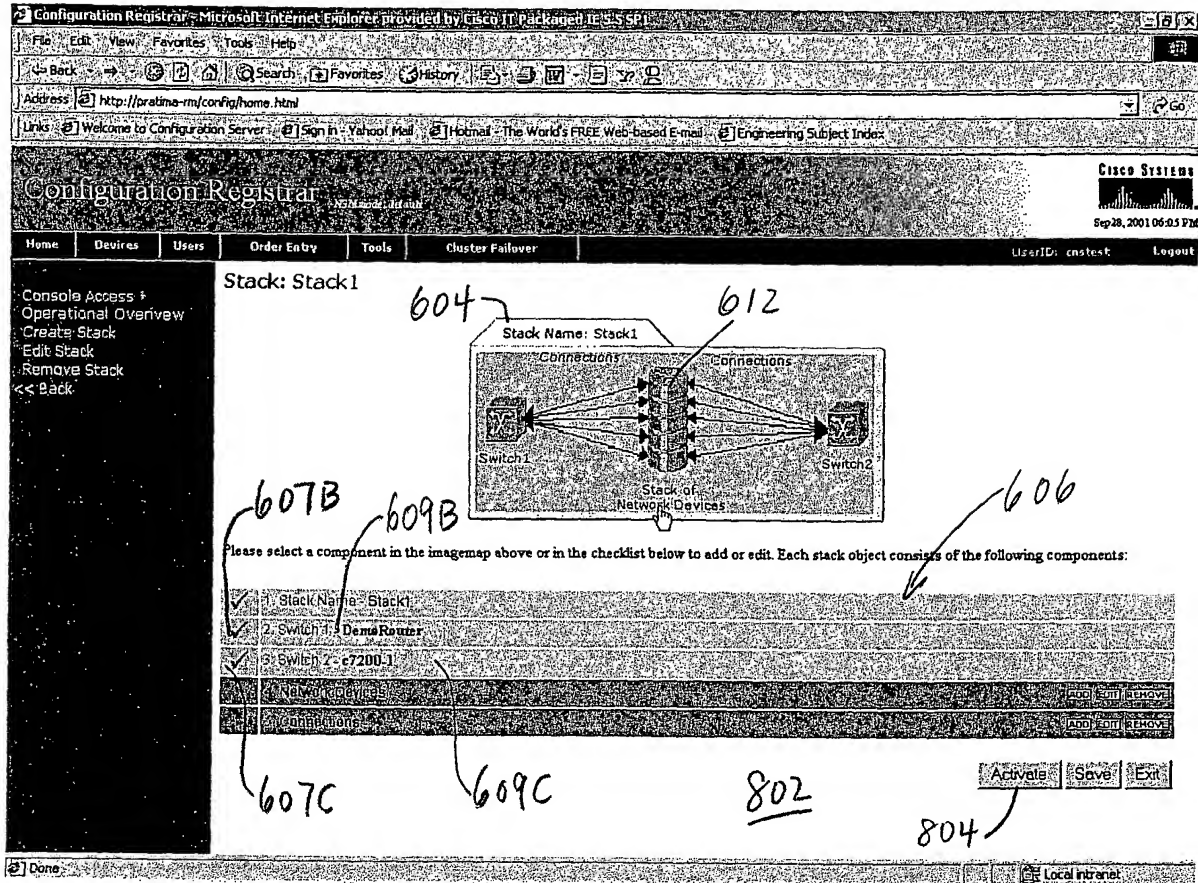 Configuration Registrar - Microsoft Internet Explorer provided by Cisco IT Packaged IE 5.5 SP1
File Edit View Favorites Tools Help
Back Search Favorites History
Address http://pratima-rm/config/home.html Go
Links Welcome to Configuration Server Sign in - Yahoo! Mail Hotmail - The World's FREE Web-based E-mail Engineering Subject Index
Configuration Registrar
CISCO SYSTEMS
Sep 28, 2001 06:05 PM
Home Devices Users Order Entry Tools Cluster Failover UserID: cnstest Logout
Console Access
Operational Overivew
Create Stack
Edit Stack
Remove Stack
<< Back
Stack: Stack1
604
612
Stack Name: Stack1
Connections Connections
Switch1 Switch2
Stack of
Network Devices
607B
609B
606
Please select a component in the imagemap above or in the checklist below to add or edit. Each stack object consists of the following components:
1. Stack Name - Stack1
2. Switch 1 - DemoRouter
3. Switch 2 - c7200-1
Network Devices ADD EDIT REMOVE
Connections ADD EDIT REMOVE
607C
609C
802
Activate Save Exit
804
Done Local intranet